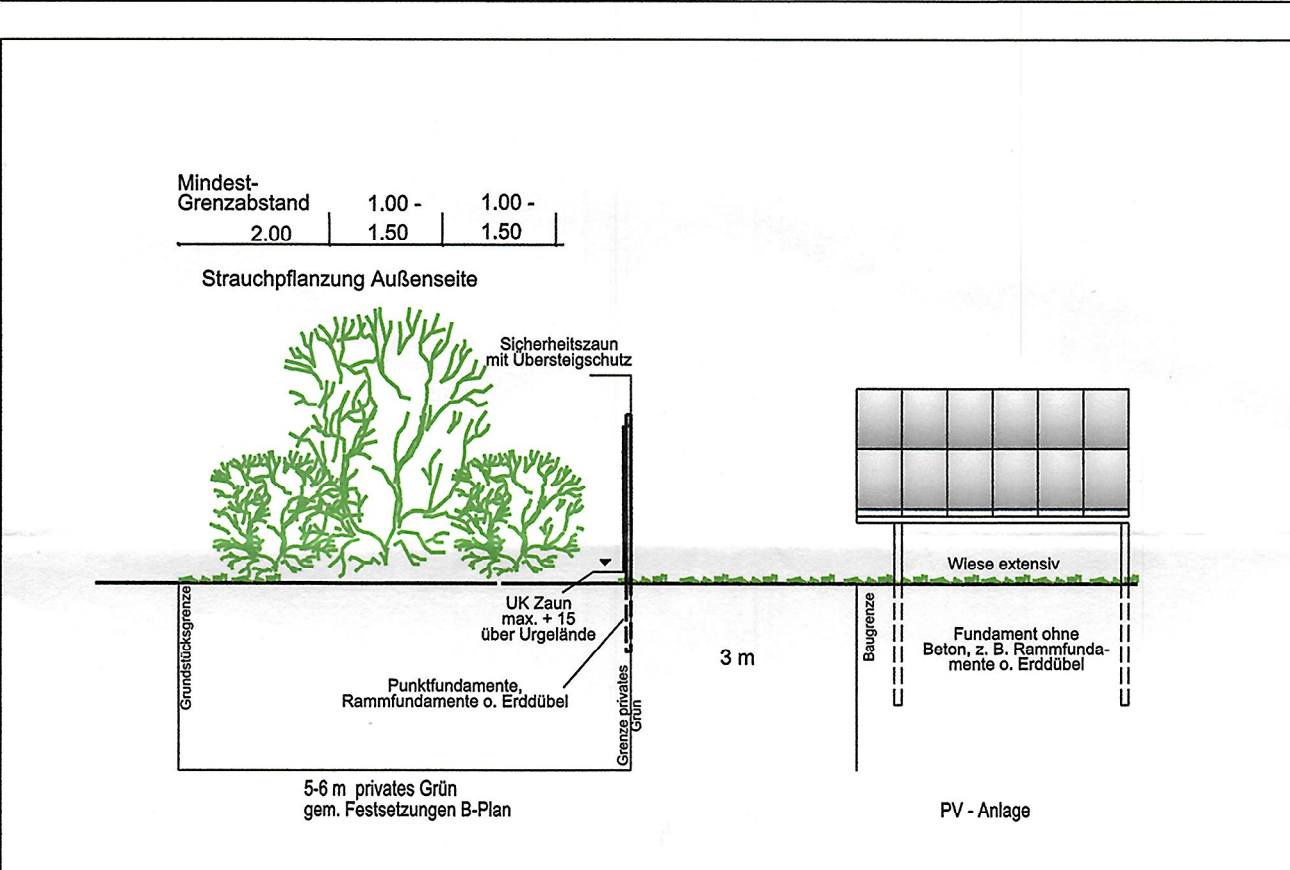 Mindest-
Grenzabstand
1.00 -
1.00 -
2.00
1.50
1.50
Strauchpflanzung Außenseite
Sicherheitszaun
mit Übersteigschutz
Wiese extensiv
UK Zaun
max. + 15
über Urgelände
Grundstücksgrenze
Baugrenze
Fundament ohne
Beton, z. B. Rammfunda-
mente o. Erddübel
3 m
Punktfundamente,
Rammfundamente o. Erddübel
Grenze privates
Grün
5-6 m privates Grün
gem. Festsetzungen B-Plan
PV - Anlage